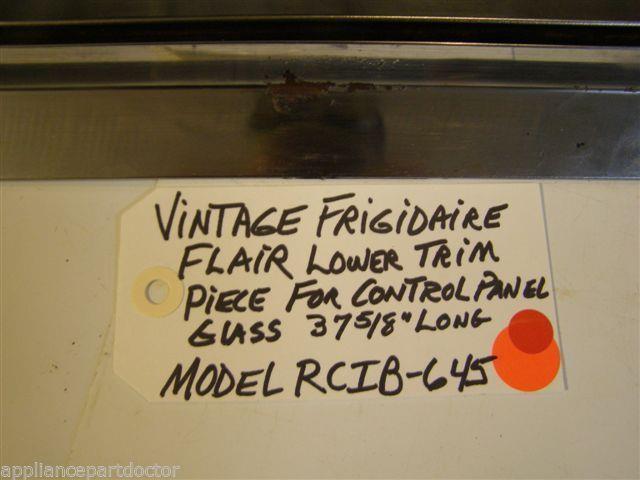 VINTAGE FRIGIDAIRE
FLAIR LOWER TRIM
PIECE FOR CONTROL PANEL
GLASS 37 5/8" LONG
MODEL RCIB-645
appliancepartdoctor